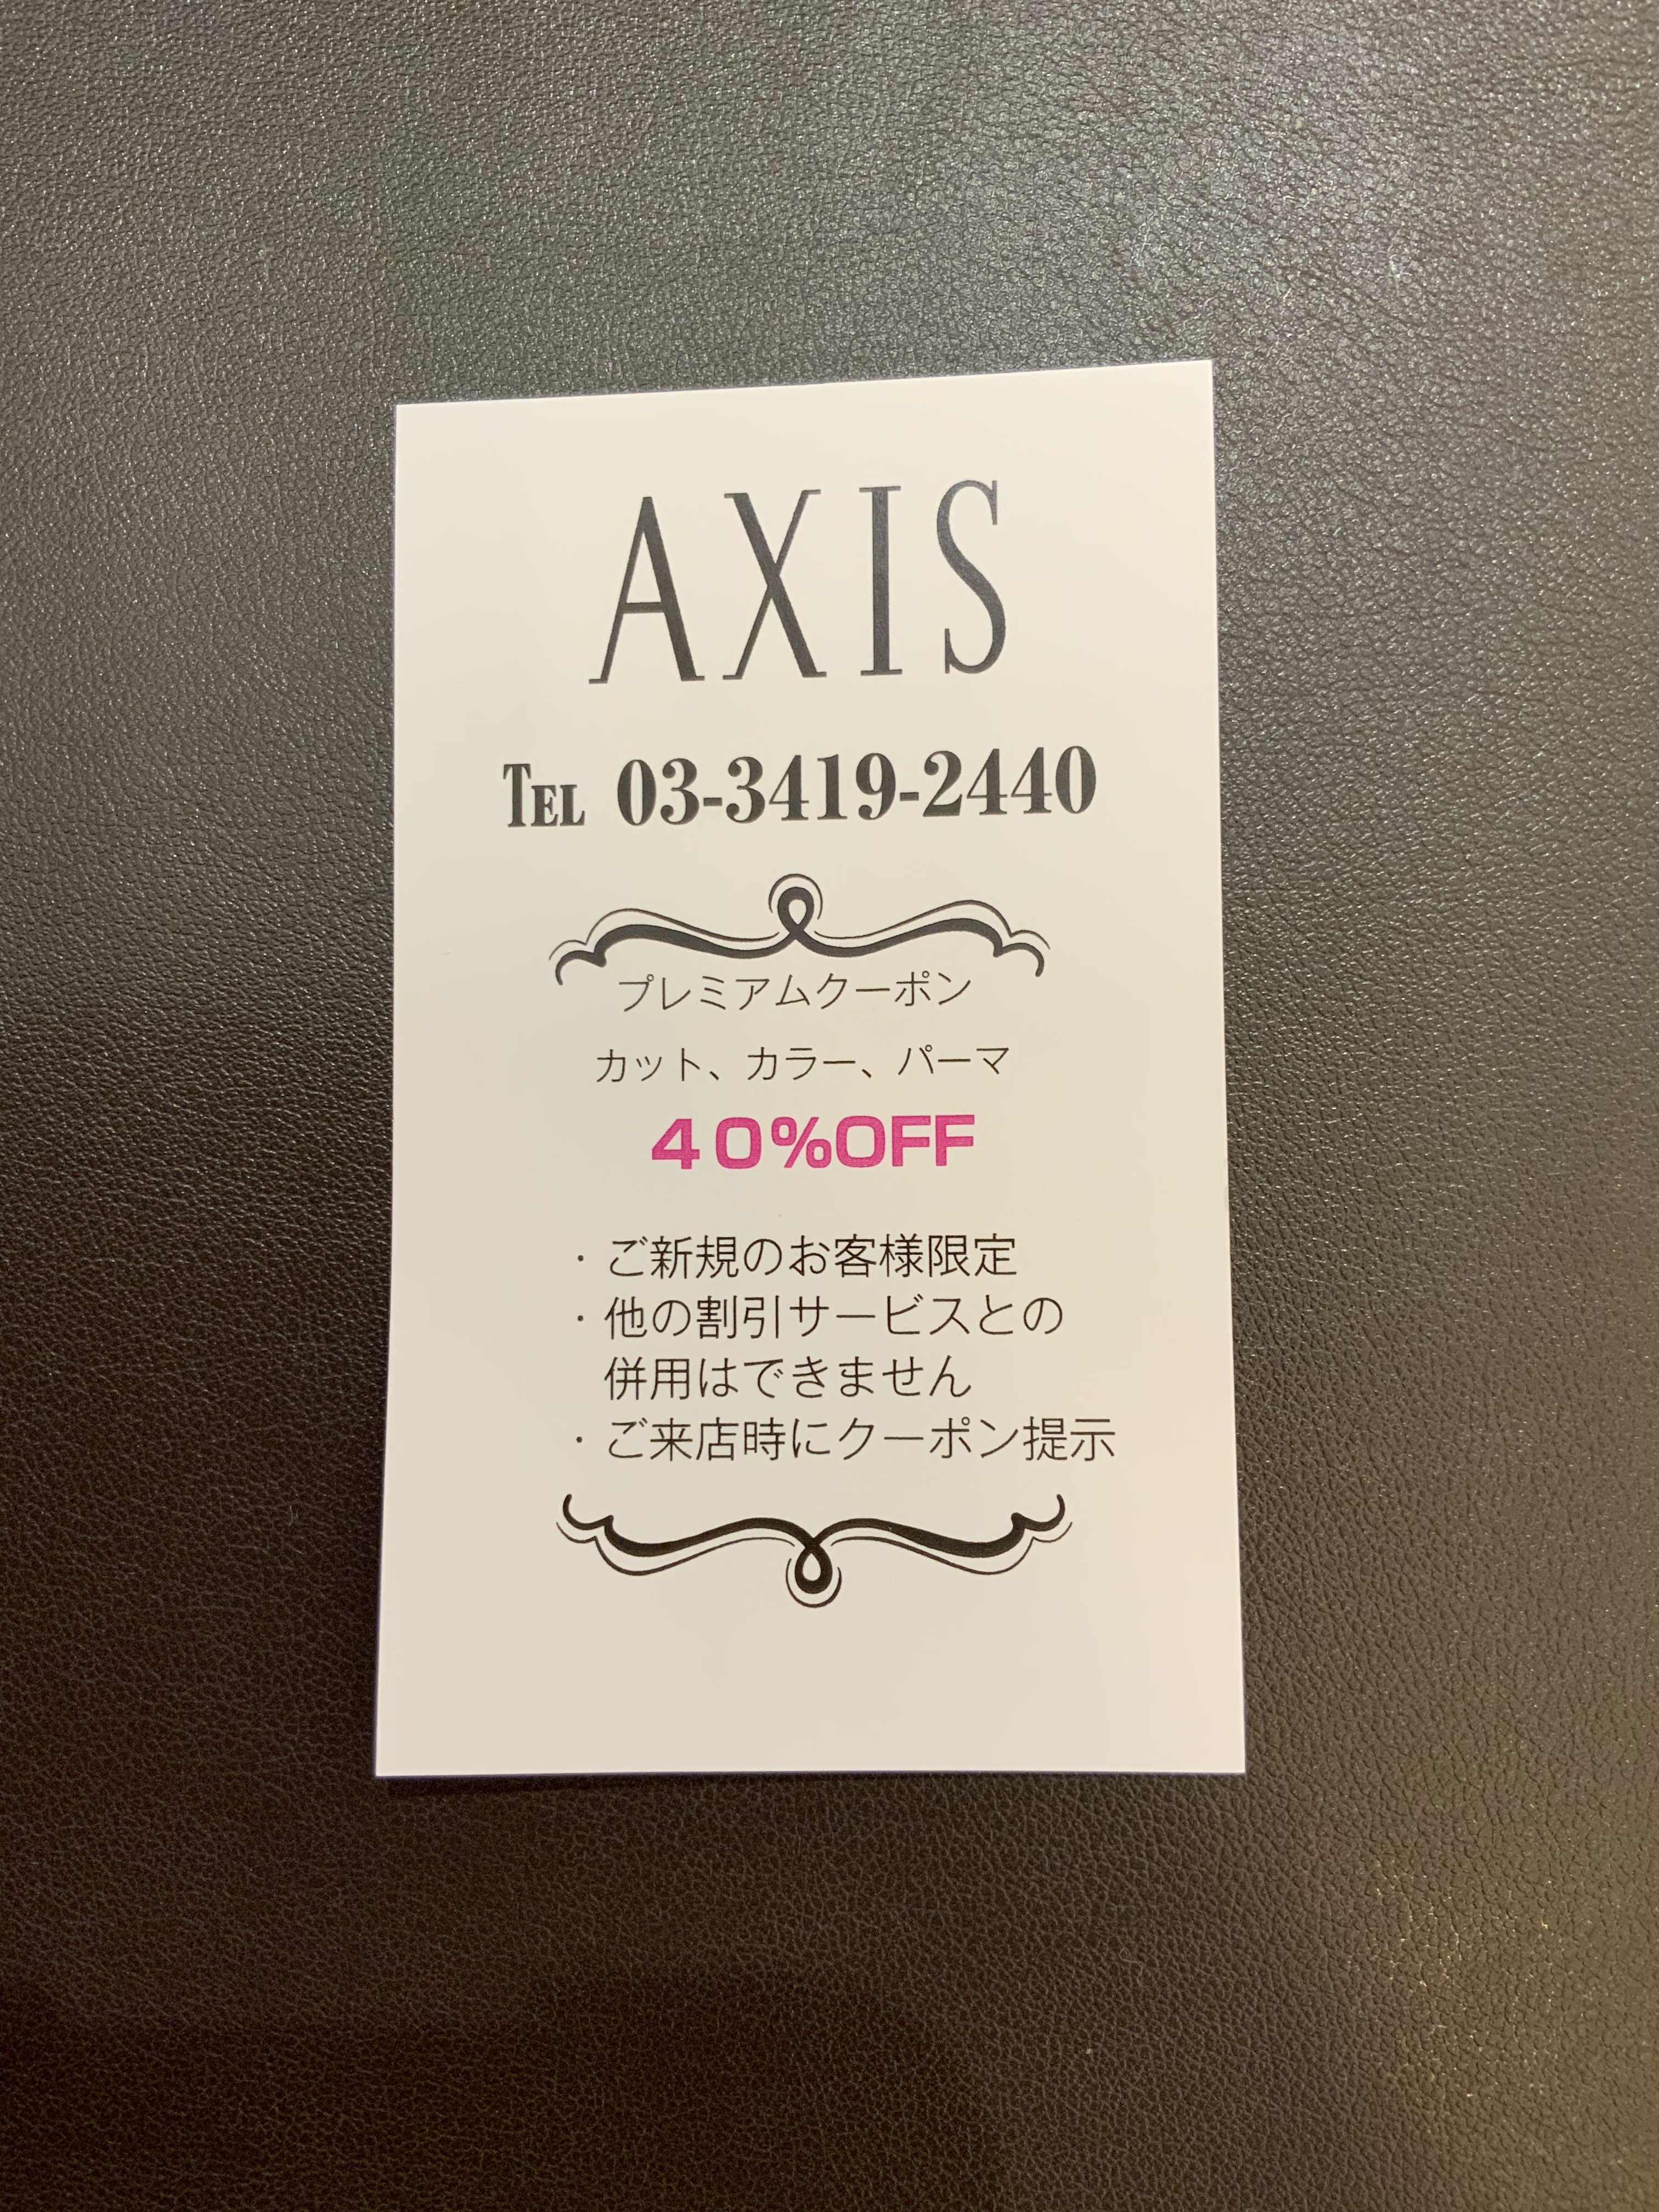 AXIS
TEL 03-3419-2440
プレミアムクーポン
カット、カラー、パーマ
４０%OFF
・ご新規のお客様限定
・他の割引サービスとの
併用はできません
・ご来店時にクーポン提示